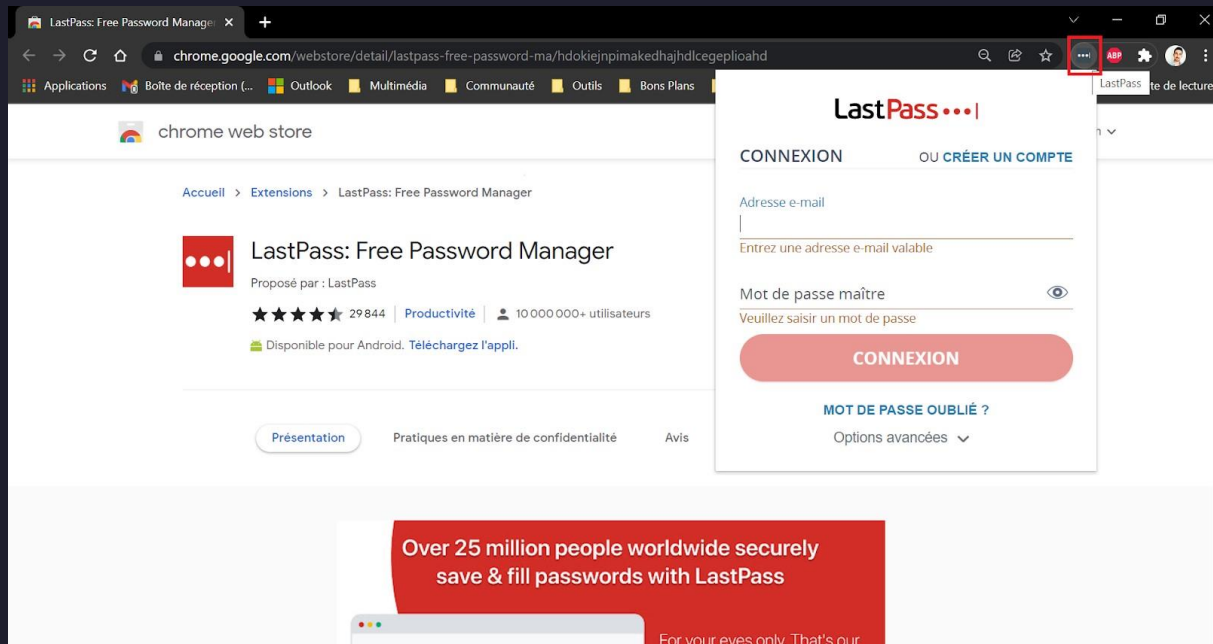 LastPass: Free Password Manage
chrome.google.com/webstore/detail/lastpass-free-password-ma/hdokiejnpimakedhajhdlcegeplioahd
ABP
Applications Boîte de réception (... Outlook Multimédia Communauté Outils Bons Plans
LastPass
te de lecture
chrome web store
Accueil > Extensions > LastPass: Free Password Manager
LastPass: Free Password Manager
Proposé par : LastPass
29 844 Productivité 10 000 000+ utilisateurs
Disponible pour Android. Téléchargez l'appli.
Présentation Pratiques en matière de confidentialité Avis
LastPass
CONNEXION OU CRÉER UN COMPTE
Adresse e-mail
Entrez une adresse e-mail valable
Mot de passe maître
Veuillez saisir un mot de passe
CONNEXION
MOT DE PASSE OUBLIÉ ?
Options avancées
Over 25 million people worldwide securely
save & fill passwords with LastPass
For your eyes only. That's our